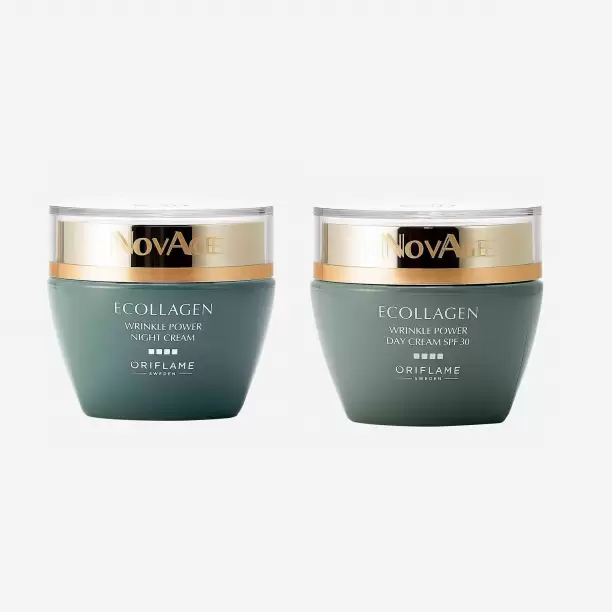 NOVAGE
ECOLLAGEN
WRINKLE POWER
NIGHT CREAM
ORIFLAME
SWEDEN
NOVAGE
ECOLLAGEN
WRINKLE POWER
DAY CREAM SPF 30
ORIFLAME
SWEDEN